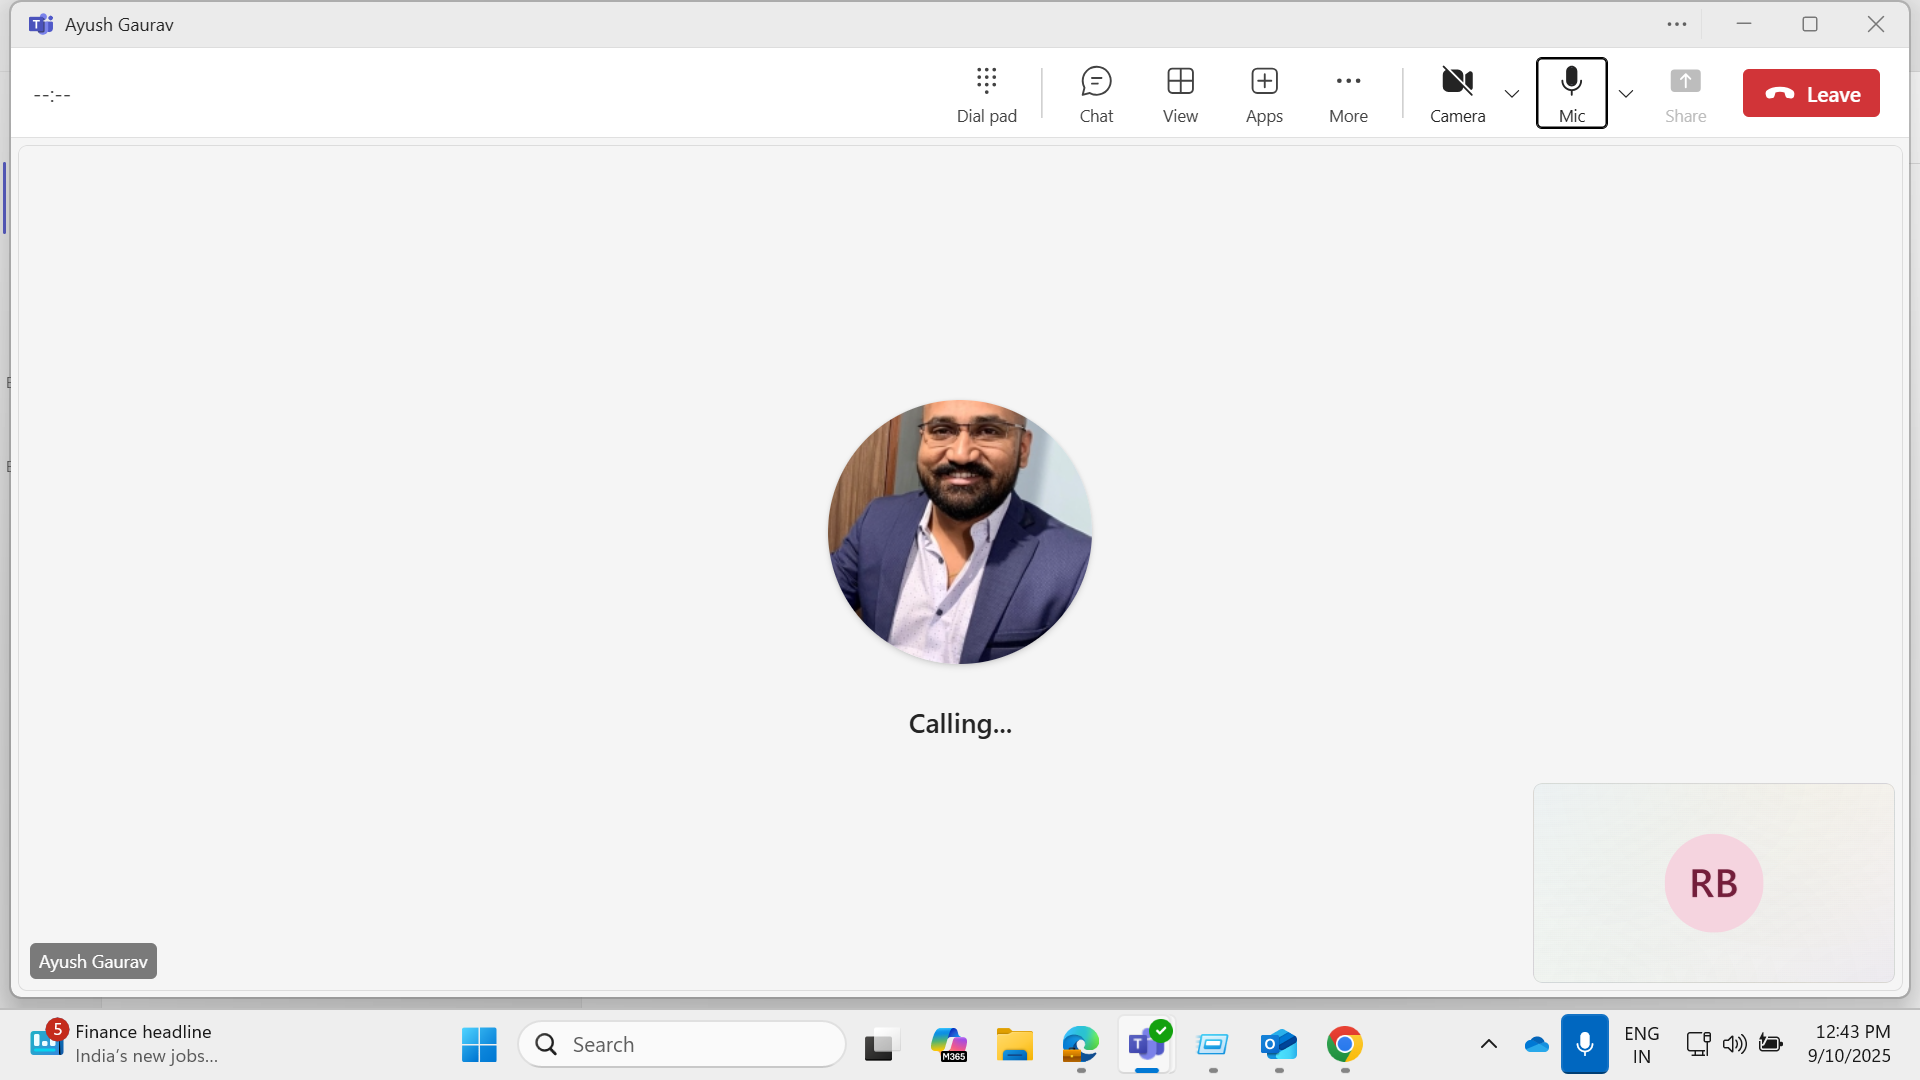 Ayush Gaurav
--:--
Dial pad
Chat
View
Apps
More
Camera
Mic
Share
Leave
E
E
Calling...
RB
Ayush Gaurav
5
Finance headline
India's new jobs...
Search
M365
T
O
ENG
IN
12:43 PM
9/10/2025